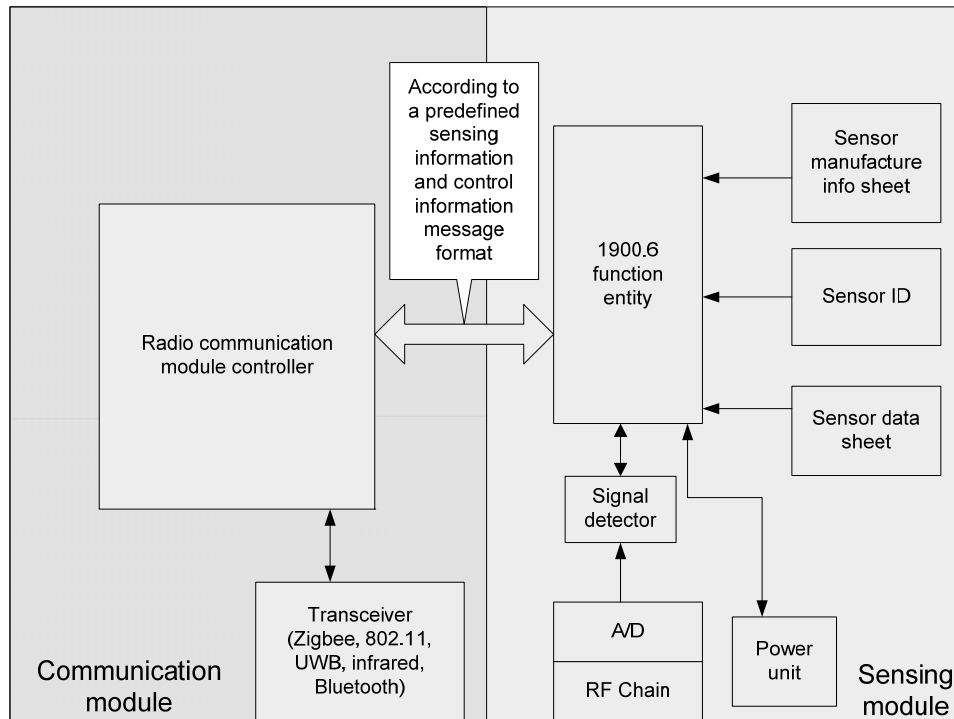 According to
a predefined
sensing
information
and control
information
message
format
Radio communication
module controller
Transceiver
(Zigbee, 802.11,
UWB, infrared,
Bluetooth)
Communication
module
1900.6
function
entity
Sensor
manufacture
info sheet
Sensor ID
Sensor data
sheet
Signal
detector
A/D
RF Chain
Power
unit
Sensing
module